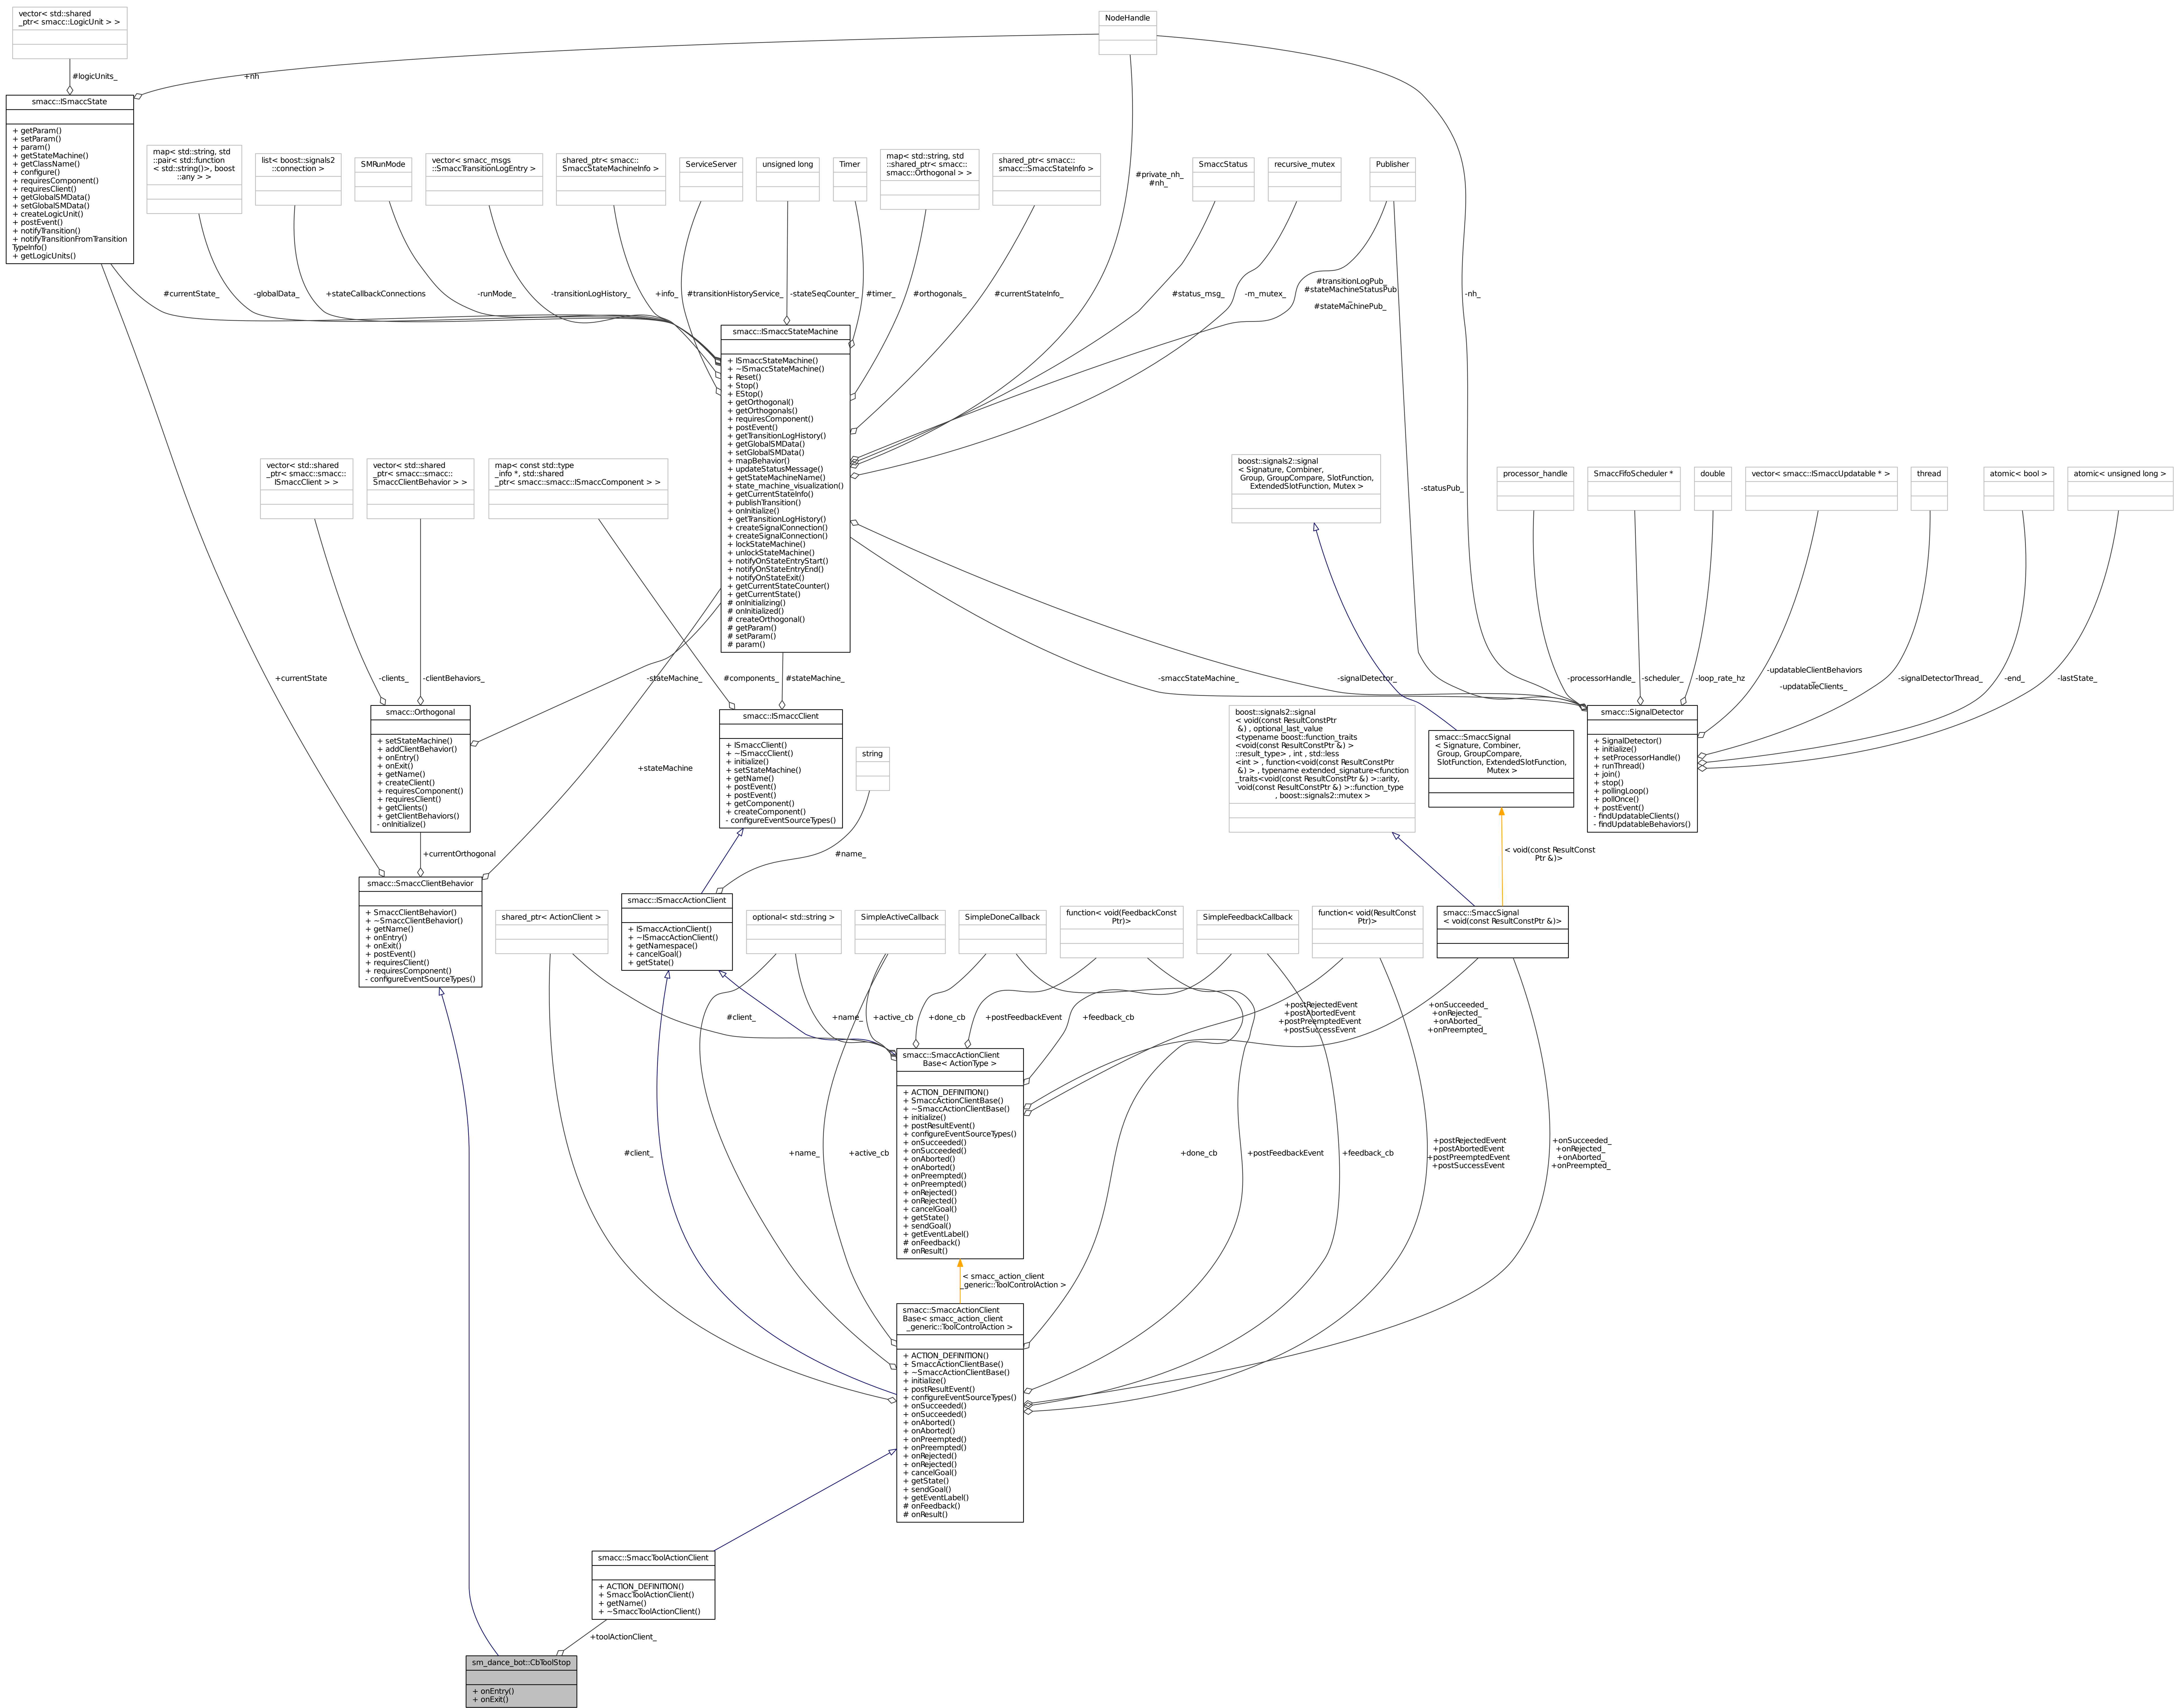 vector< std::shared
_ptr< smacc::LogicUnit > >
NodeHandle
+nh
#logicUnits_
smacc::ISmaccState
+ getParam()
+ setParam()
+ param()
+ getStateMachine()
+ getClassName()
+ configure()
+ requiresComponent()
+ requiresClient()
+ getGlobalSMData()
+ setGlobalSMData()
+ createLogicUnit()
+ postEvent()
+ notifyTransition()
+ notifyTransitionFromTransition
TypeInfo()
+ getLogicUnits()
map< std::string, std
::pair< std::function
< std::string()>, boost
::any > >
list< boost::signals2
::connection >
SMRunMode
vector< smacc_msgs
::SmaccTransitionLogEntry >
shared_ptr< smacc::
SmaccStateMachineInfo >
ServiceServer
unsigned long
Timer
map< std::string, std
::shared_ptr< smacc::
smacc::Orthogonal > >
shared_ptr< smacc::
smacc::SmaccStateInfo >
#private_nh_
#nh_
SmaccStatus
recursive_mutex
Publisher
#currentState_
-globalData_
+stateCallbackConnections
-runMode_
-transitionLogHistory_
+info_
#transitionHistoryService_
-stateSeqCounter_
#timer_
#orthogonals_
#currentStateInfo_
#status_msg_
-m_mutex_
#transitionLogPub_
#stateMachineStatusPub
_
#stateMachinePub_
-nh_
smacc::ISmaccStateMachine
+ ISmaccStateMachine()
+ ~ISmaccStateMachine()
+ Reset()
+ Stop()
+ EStop()
+ getOrthogonal()
+ getOrthogonals()
+ requiresComponent()
+ postEvent()
+ getTransitionLogHistory()
+ getGlobalSMData()
+ setGlobalSMData()
+ mapBehavior()
+ updateStatusMessage()
+ getStateMachineName()
+ state_machine_visualization()
+ getCurrentStateInfo()
+ publishTransition()
+ onInitialize()
+ getTransitionLogHistory()
+ createSignalConnection()
+ createSignalConnection()
+ lockStateMachine()
+ unlockStateMachine()
+ notifyOnStateEntryStart()
+ notifyOnStateEntryEnd()
+ notifyOnStateExit()
+ getCurrentStateCounter()
+ getCurrentState()
# onInitializing()
# onInitialized()
# createOrthogonal()
# getParam()
# setParam()
# param()
vector< std::shared
_ptr< smacc::smacc::
ISmaccClient > >
vector< std::shared
_ptr< smacc::smacc::
SmaccClientBehavior > >
map< const std::type
_info *, std::shared
_ptr< smacc::smacc::ISmaccComponent > >
boost::signals2::signal
< Signature, Combiner,
Group, GroupCompare, SlotFunction,
ExtendedSlotFunction, Mutex >
-statusPub_
processor_handle
SmaccFifoScheduler *
double
vector< smacc::ISmaccUpdatable * >
thread
atomic< bool >
atomic< unsigned long >
+currentState
-clients_
-clientBehaviors_
-stateMachine_
#components_
#stateMachine_
-smaccStateMachine_
-signalDetector_
-processorHandle_
-scheduler_
-loop_rate_hz
-updatableClientBehaviors
_
-updatableClients_
-signalDetectorThread_
-end_
-lastState_
smacc::Orthogonal
+ setStateMachine()
+ addClientBehavior()
+ onEntry()
+ onExit()
+ getName()
+ createClient()
+ requiresComponent()
+ requiresClient()
+ getClients()
+ getClientBehaviors()
- onInitialize()
+stateMachine
smacc::ISmaccClient
+ ISmaccClient()
+ ~ISmaccClient()
+ initialize()
+ setStateMachine()
+ getName()
+ postEvent()
+ postEvent()
+ getComponent()
+ createComponent()
- configureEventSourceTypes()
string
boost::signals2::signal
< void(const ResultConstPtr
&) , optional_last_value
<typename boost::function_traits
<void(const ResultConstPtr &) >
::result_type> , int , std::less
<int > , function<void(const ResultConstPtr
&) > , typename extended_signature<function
_traits<void(const ResultConstPtr &) >::arity,
void(const ResultConstPtr &) >::function_type
, boost::signals2::mutex >
smacc::SmaccSignal
< Signature, Combiner,
Group, GroupCompare,
SlotFunction, ExtendedSlotFunction,
Mutex >
smacc::SignalDetector
+ SignalDetector()
+ initialize()
+ setProcessorHandle()
+ runThread()
+ join()
+ stop()
+ pollingLoop()
+ pollOnce()
+ postEvent()
- findUpdatableClients()
- findUpdatableBehaviors()
+currentOrthogonal
#name_
< void(const ResultConst
Ptr &)>
smacc::SmaccClientBehavior
+ SmaccClientBehavior()
+ ~SmaccClientBehavior()
+ getName()
+ onEntry()
+ onExit()
+ postEvent()
+ requiresClient()
+ requiresComponent()
- configureEventSourceTypes()
shared_ptr< ActionClient >
smacc::ISmaccActionClient
+ ISmaccActionClient()
+ ~ISmaccActionClient()
+ getNamespace()
+ cancelGoal()
+ getState()
optional< std::string >
SimpleActiveCallback
SimpleDoneCallback
function< void(FeedbackConst
Ptr)>
SimpleFeedbackCallback
function< void(ResultConst
Ptr)>
smacc::SmaccSignal
< void(const ResultConstPtr &)>
#client_
+name_
+active_cb
+done_cb
+postFeedbackEvent
+feedback_cb
+postRejectedEvent
+postAbortedEvent
+postPreemptedEvent
+postSuccessEvent
+onSucceeded_
+onRejected_
+onAborted_
+onPreempted_
smacc::SmaccActionClient
Base< ActionType >
+ ACTION_DEFINITION()
+ SmaccActionClientBase()
+ ~SmaccActionClientBase()
+ initialize()
+ postResultEvent()
+ configureEventSourceTypes()
+ onSucceeded()
+ onSucceeded()
+ onAborted()
+ onAborted()
+ onPreempted()
+ onPreempted()
+ onRejected()
+ onRejected()
+ cancelGoal()
+ getState()
+ sendGoal()
+ getEventLabel()
# onFeedback()
# onResult()
#client_
+name_
+active_cb
+done_cb
+postFeedbackEvent
+feedback_cb
+postRejectedEvent
+postAbortedEvent
+postPreemptedEvent
+postSuccessEvent
+onSucceeded_
+onRejected_
+onAborted_
+onPreempted_
< smacc_action_client
_generic::ToolControlAction >
smacc::SmaccActionClient
Base< smacc_action_client
_generic::ToolControlAction >
+ ACTION_DEFINITION()
+ SmaccActionClientBase()
+ ~SmaccActionClientBase()
+ initialize()
+ postResultEvent()
+ configureEventSourceTypes()
+ onSucceeded()
+ onSucceeded()
+ onAborted()
+ onAborted()
+ onPreempted()
+ onPreempted()
+ onRejected()
+ onRejected()
+ cancelGoal()
+ getState()
+ sendGoal()
+ getEventLabel()
# onFeedback()
# onResult()
smacc::SmaccToolActionClient
+ ACTION_DEFINITION()
+ SmaccToolActionClient()
+ getName()
+ ~SmaccToolActionClient()
+toolActionClient_
sm_dance_bot::CbToolStop
+ onEntry()
+ onExit()